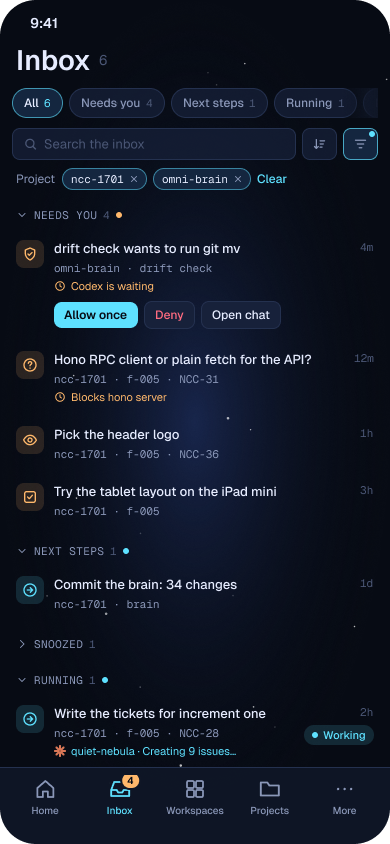 9:41
Inbox 6
All 6 Needs you 4 Next steps 1 Running 1
Search the inbox
Project ncc-1701 × omni-brain × Clear
NEEDS YOU 4
drift check wants to run git mv 4m
omni-brain · drift check
Codex is waiting
Allow once Deny Open chat
Hono RPC client or plain fetch for the API? 12m
ncc-1701 · f-005 · NCC-31
Blocks hono server
Pick the header logo 1h
ncc-1701 · f-005 · NCC-36
Try the tablet layout on the iPad mini 3h
ncc-1701 · f-005
NEXT STEPS 1
Commit the brain: 34 changes 1d
ncc-1701 · brain
SNOOZED 1
RUNNING 1
Write the tickets for increment one 2h
ncc-1701 · f-005 · NCC-28 Working
quiet-nebula · Creating 9 issues…
4
Home Inbox Workspaces Projects More